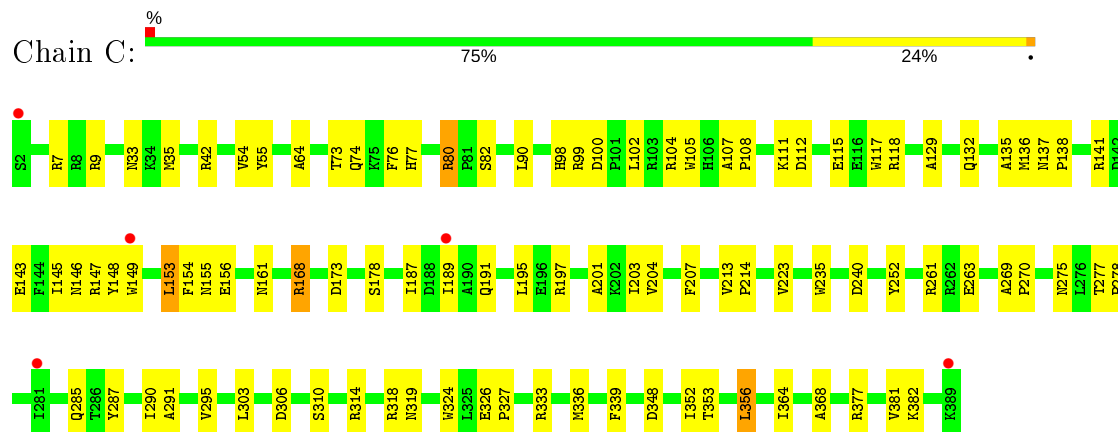 %
Chain C:
75% 24% •
S2 R7 R8 R9 N33 K34 M35 R42 V54 Y55 A64 T73 Q74 K75 F76 H77 R80 P81 S82 L90 H98 R99 D100 P101 L102 R103 R104 W105 H106 A107 P108 K111 D112 E115 E116 W117 R118 A129 Q132 A135 M136 N137 P138 R141 D142
E143 F144 I145 N146 R147 Y148 W149 L153 F154 N155 E156 N161 R168 D173 S178 I187 D188 I189 A190 Q191 L195 E196 R197 A201 K202 I203 V204 F207 V213 P214 V223 W235 D240 Y252 R261 R262 E263 A269 P270 N275 L276 T277 P278
I281 Q285 T286 Y287 I290 A291 V295 L303 D306 S310 R314 R318 N319 W324 L325 E326 P327 R333 M336 F339 D348 I352 T353 L356 I364 A368 R377 V381 K382 K389